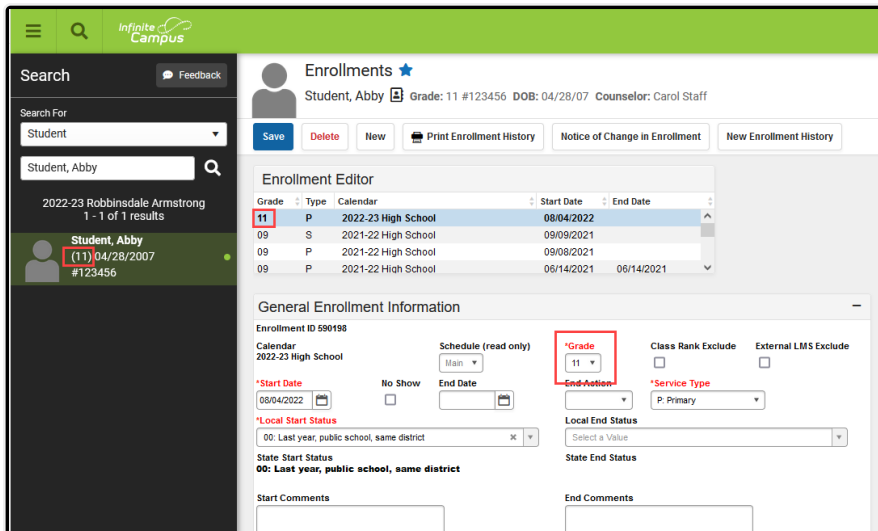 Infinite
Campus
Search
Feedback
Search For
Student
Student, Abby
2022-23 Robbinsdale Armstrong
1 - 1 of 1 results
Student, Abby
(11) 04/28/2007
#123456
Enrollments
Student, Abby Grade: 11 #123456 DOB: 04/28/07 Counselor: Carol Staff
Save Delete New Print Enrollment History Notice of Change in Enrollment New Enrollment History
Enrollment Editor
Grade Type Calendar Start Date End Date
11 P 2022-23 High School 08/04/2022
09 S 2021-22 High School 09/09/2021
09 P 2021-22 High School 09/08/2021
09 P 2021-22 High School 06/14/2021 06/14/2021
General Enrollment Information
Enrollment ID 590198
Calendar Schedule (read only) *Grade Class Rank Exclude External LMS Exclude
2022-23 High School Main 11
*Start Date No Show End Date End Action *Service Type
08/04/2022 P: Primary
*Local Start Status Local End Status
00: Last year, public school, same district Select a Value
State Start Status State End Status
00: Last year, public school, same district
Start Comments End Comments